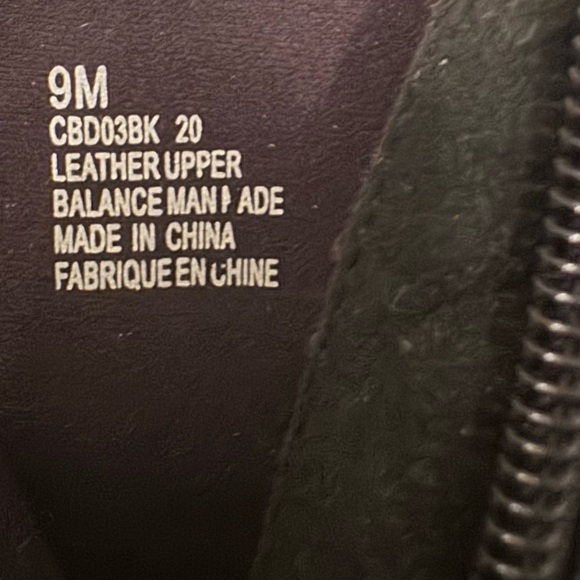 9M
CBD03BK 20
LEATHER UPPER
BALANCE MAN MADE
MADE IN CHINA
FABRIQUE EN CHINE